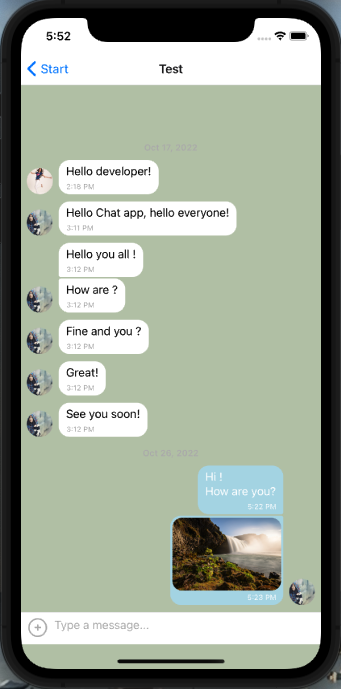 5:52
Start
Test
Oct 17, 2022
Hello developer!
2:18 PM
Hello Chat app, hello everyone!
3:11 PM
Hello you all !
3:12 PM
How are ?
3:12 PM
Fine and you ?
3:12 PM
Great!
3:12 PM
See you soon!
3:12 PM
Oct 26, 2022
Hi !
How are you?
5:22 PM
5:23 PM
Type a message...